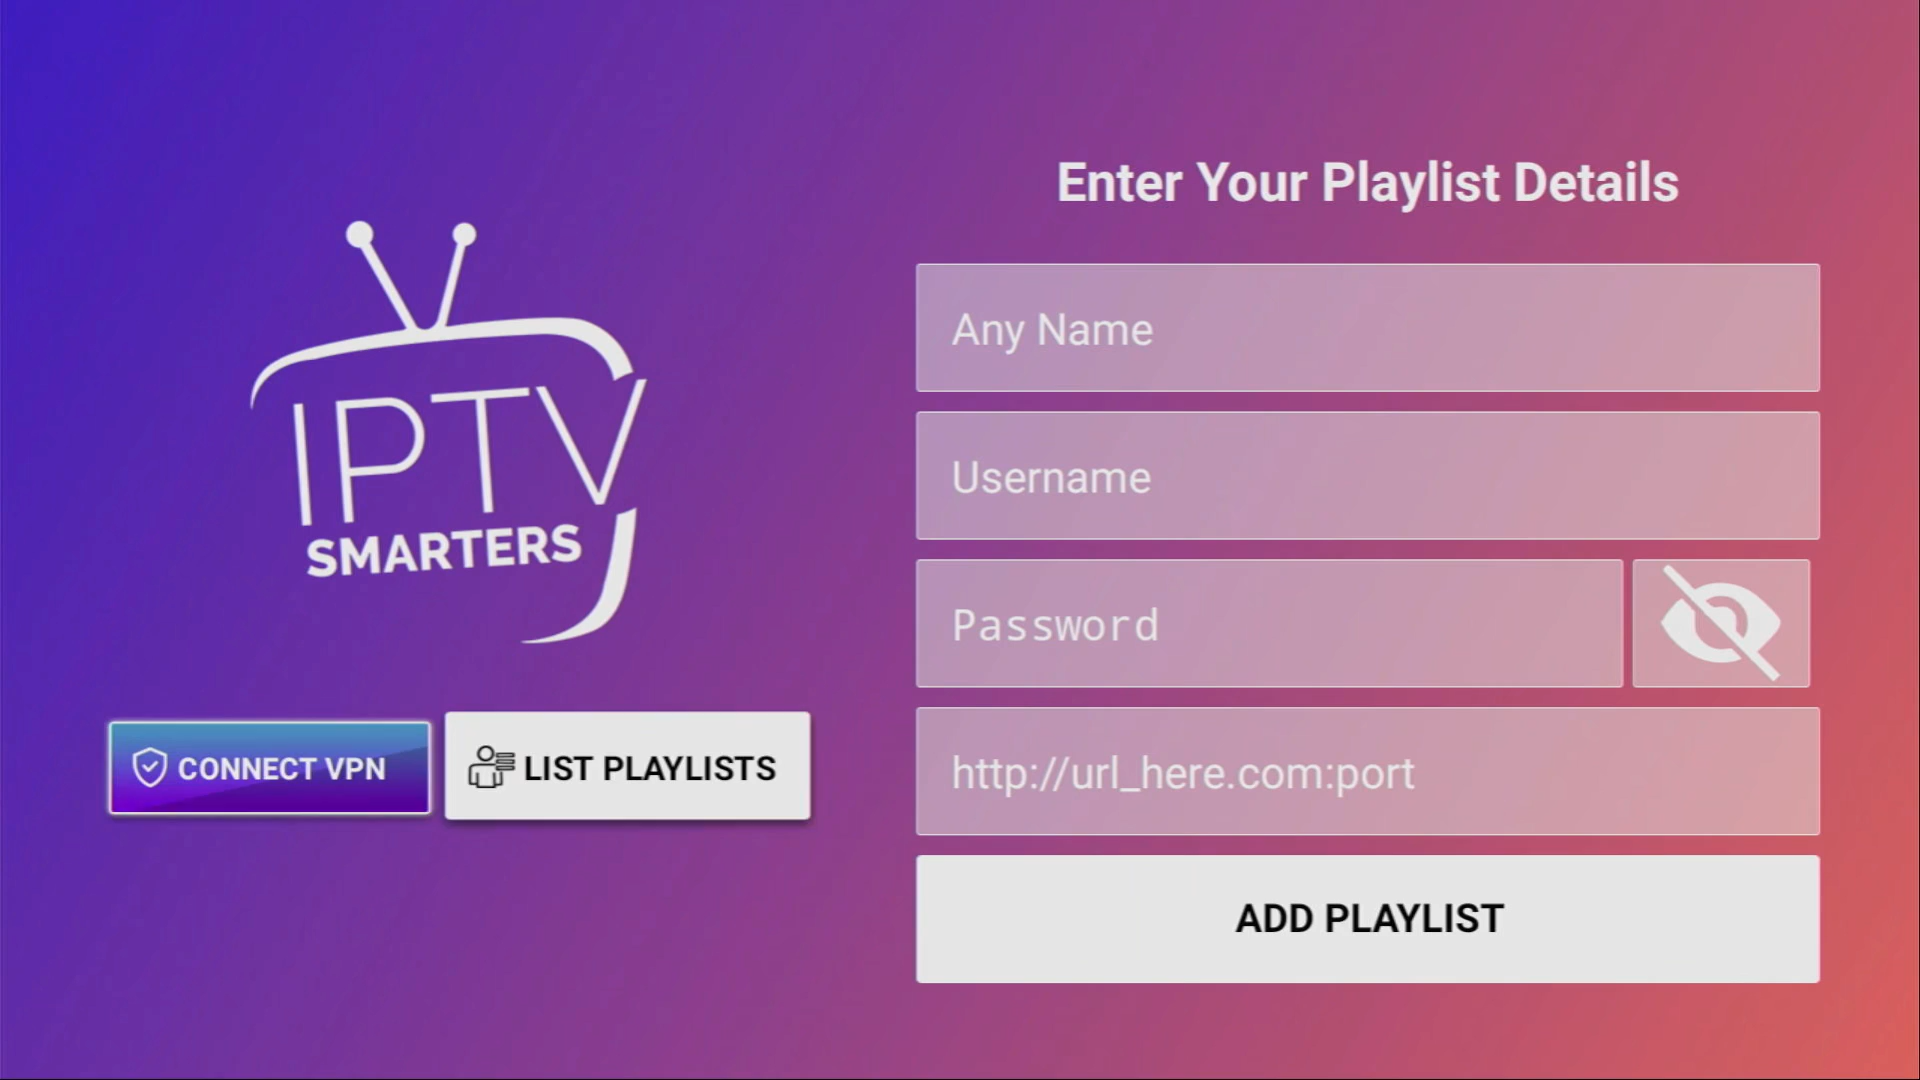 IPTV
SMARTERS
CONNECT VPN
LIST PLAYLISTS
Enter Your Playlist Details
Any Name
Username
Password
http://url_here.com:port
ADD PLAYLIST